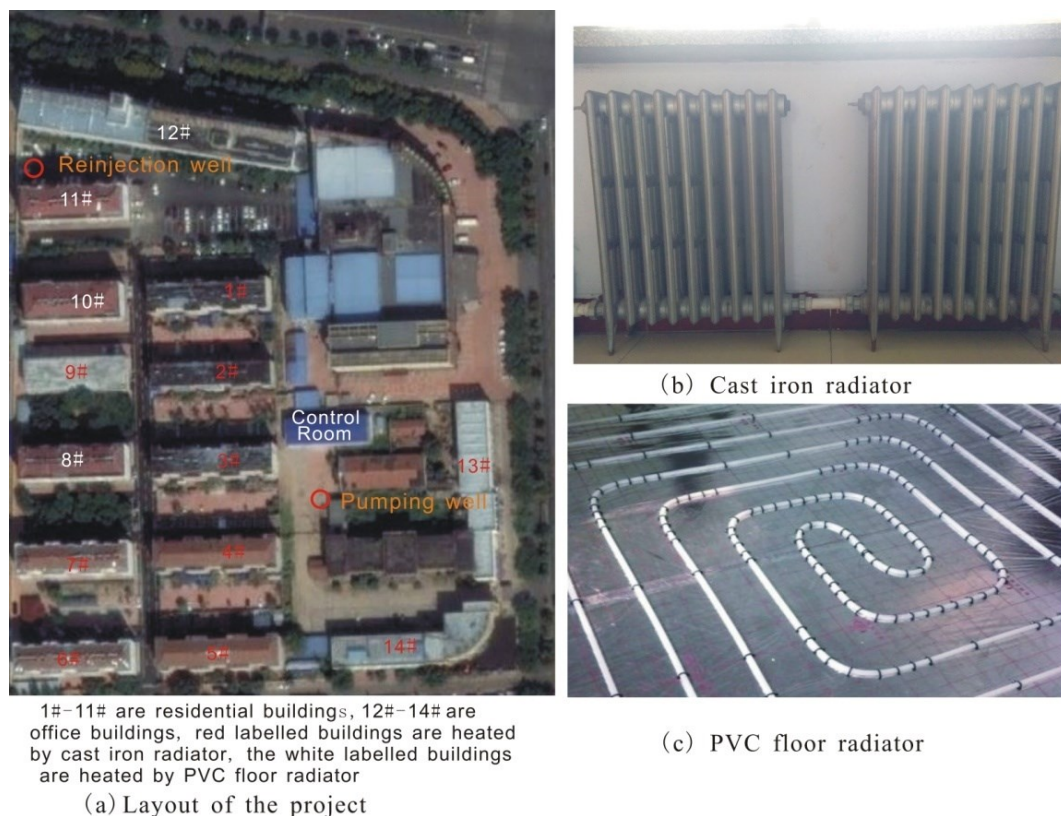 12#
Reinjection well
11#
10#
1#
9#
2#
Control
Room
8#
3#
13#
Pumping well
7#
4#
6#
5#
14#
1#-11# are residential buildings, 12#-14# are
office buildings, red labelled buildings are heated
by cast iron radiator, the white labelled buildings
are heated by PVC floor radiator
(a) Layout of the project
(b) Cast iron radiator
(c) PVC floor radiator